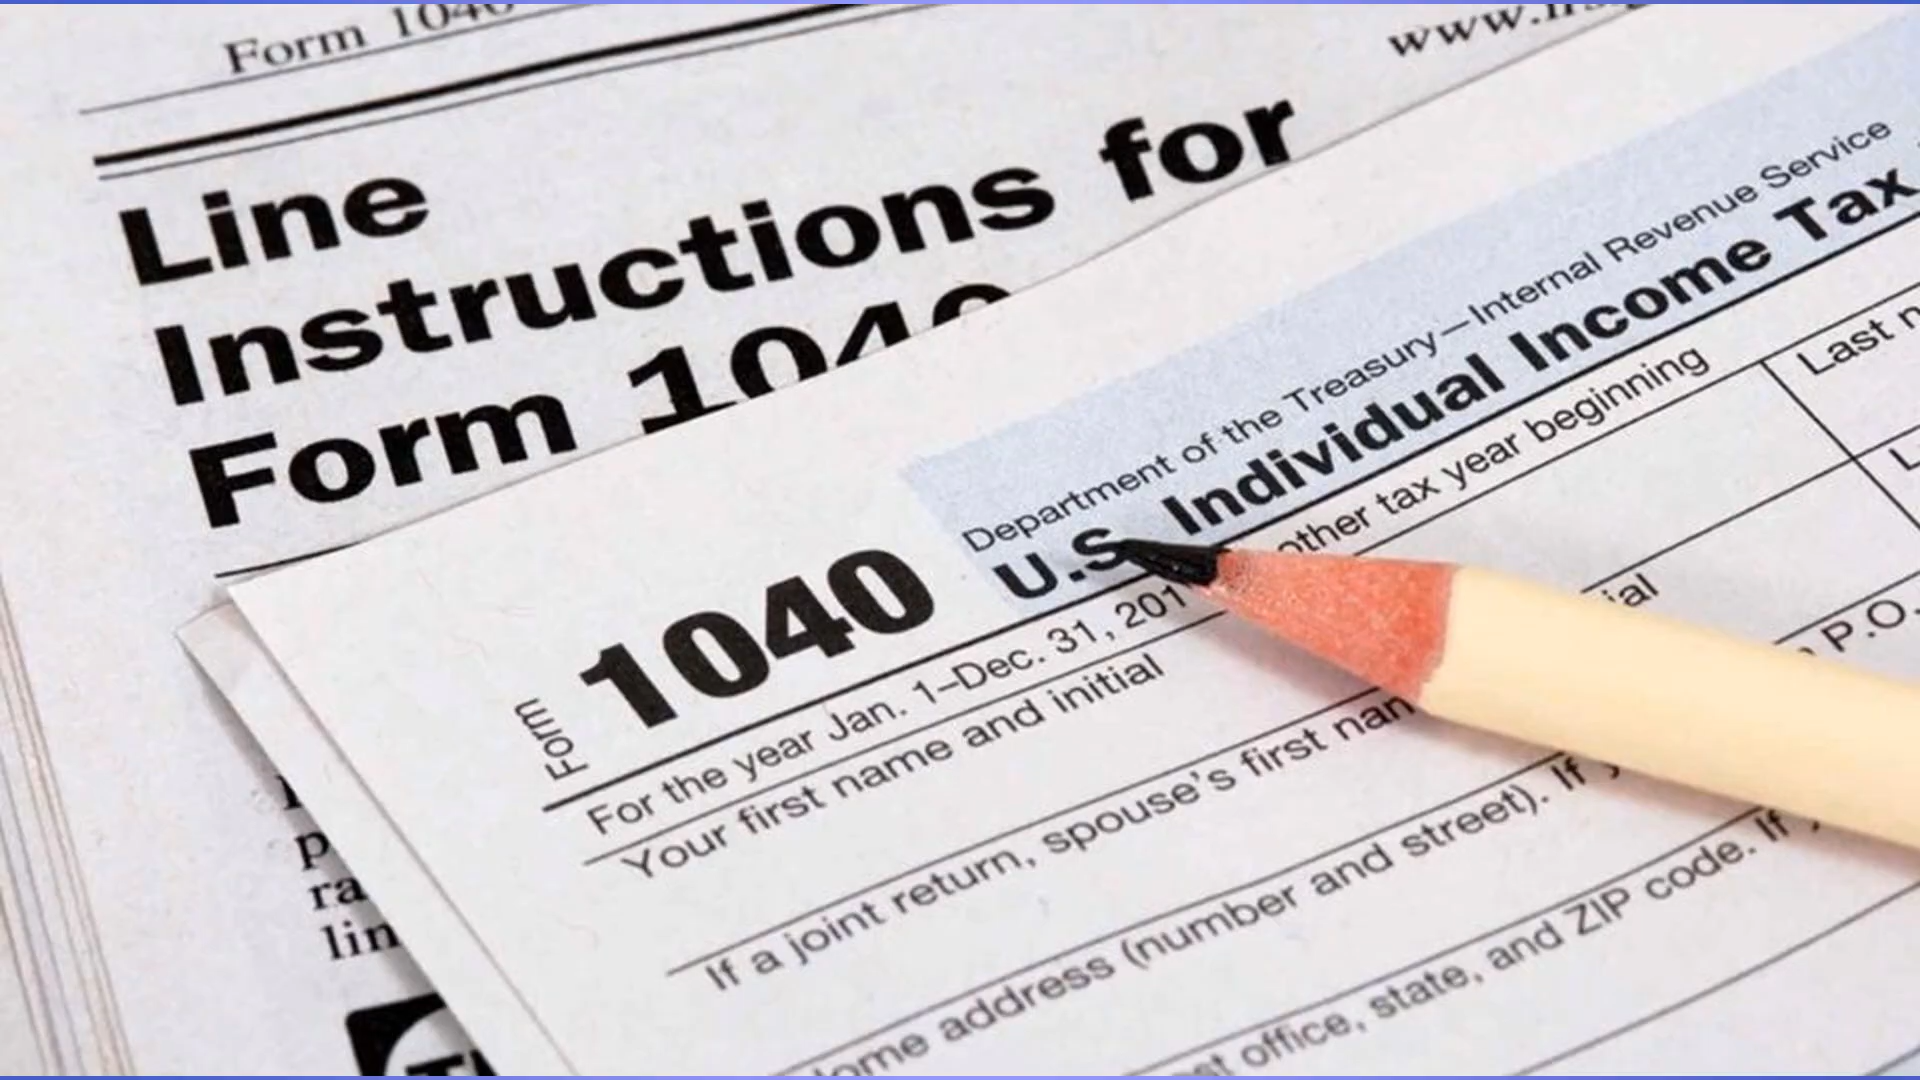 Form 1040
Line
Instructions for
Form 1040
Department of the Treasury—Internal Revenue Service
Form 1040 U.S. Individual Income Tax
For the year Jan. 1–Dec. 31, 201 other tax year beginning
Your first name and initial
Last
If a joint return, spouse's first
address (number and street). If
P.O.
office, state, and ZIP code. If